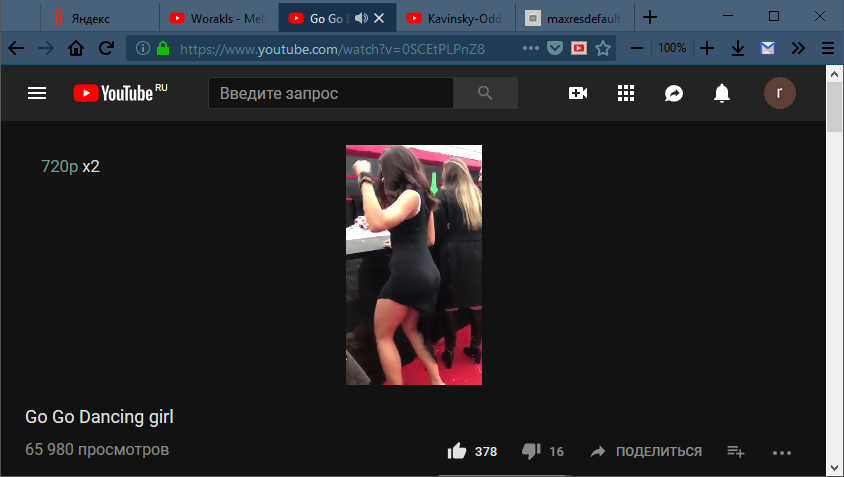 Яндекс
Worakls - Mel
Go Go
Kavinsky-Odd
maxresdefault
https://www.youtube.com/watch?v=0SCEtPLPnZ8
100%
YouTube RU
Введите запрос
r
720p x2
Go Go Dancing girl
65 980 просмотров
378
16
ПОДЕЛИТЬСЯ